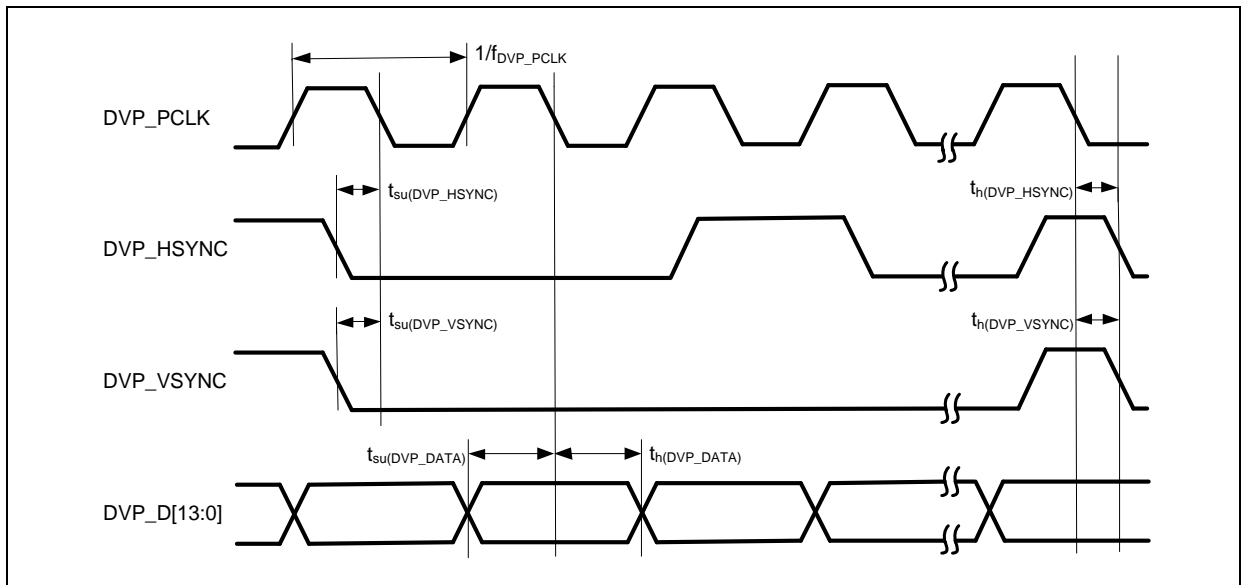 1/fDVP_PCLK
DVP_PCLK
tsu(DVP_HSYNC)
th(DVP_HSYNC)
DVP_HSYNC
tsu(DVP_VSYNC)
th(DVP_VSYNC)
DVP_VSYNC
tsu(DVP_DATA)
th(DVP_DATA)
DVP_D[13:0]